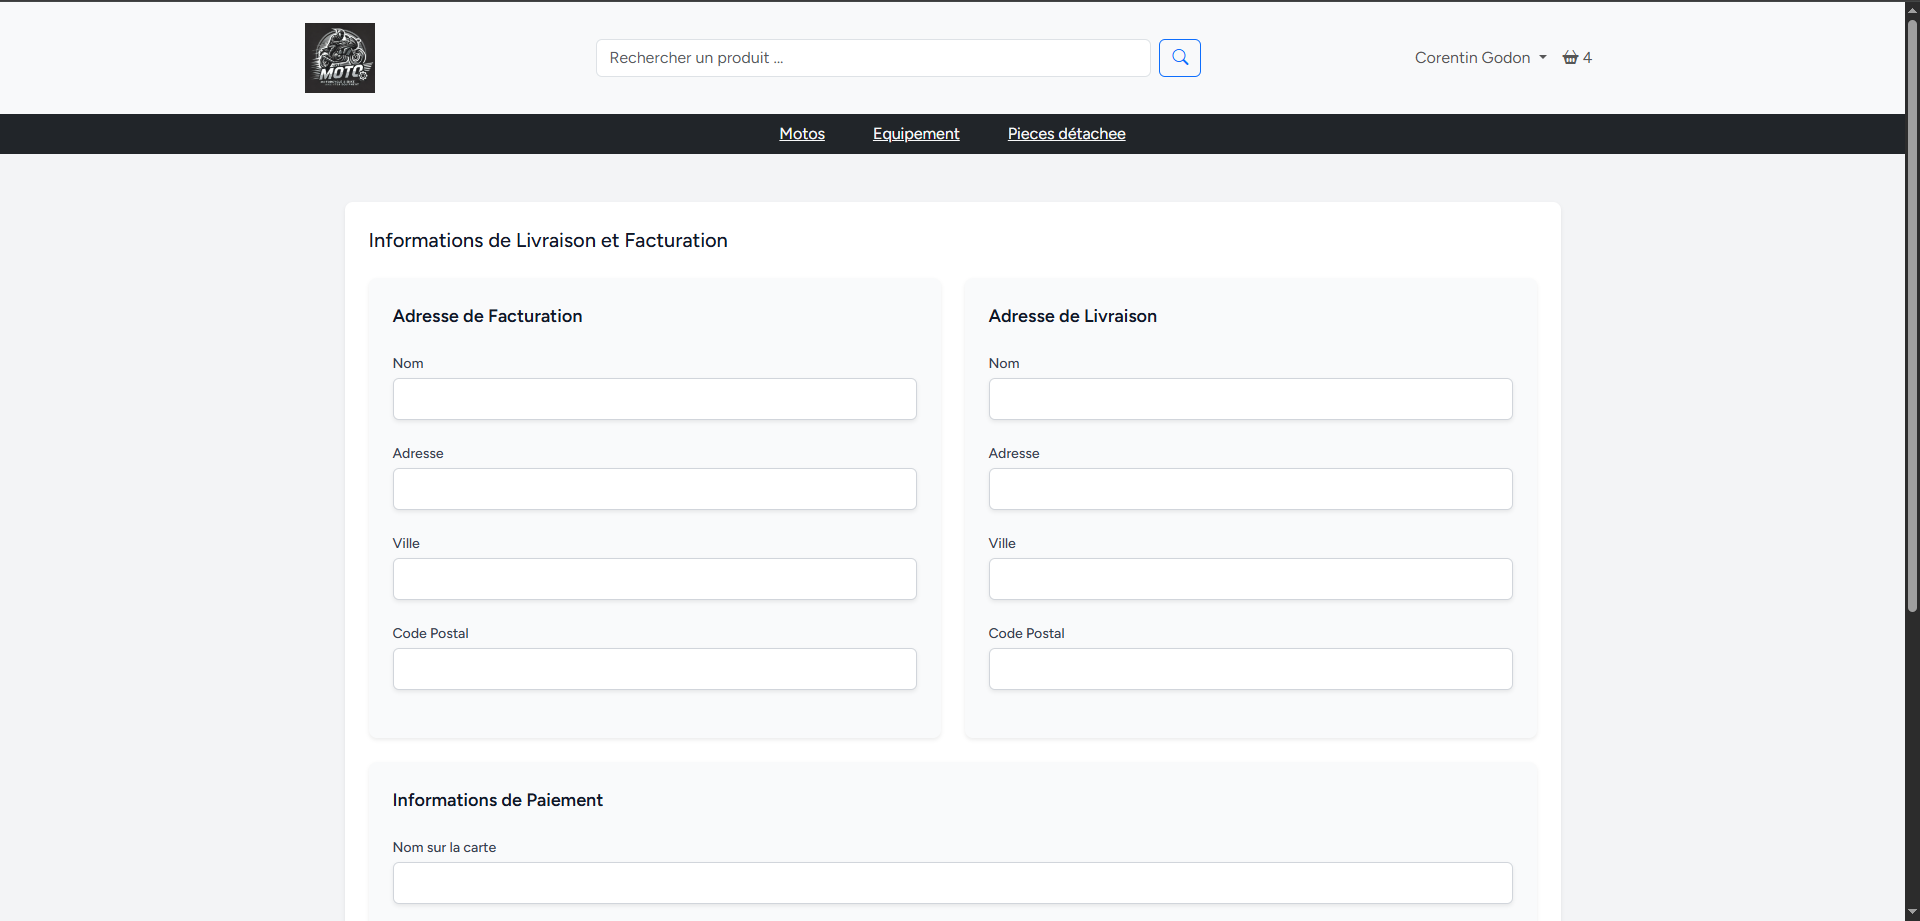 MOTO
Rechercher un produit ...
Corentin Godon
4
Motos
Equipement
Pieces détachee
Informations de Livraison et Facturation
Adresse de Facturation
Nom
Adresse
Ville
Code Postal
Adresse de Livraison
Nom
Adresse
Ville
Code Postal
Informations de Paiement
Nom sur la carte